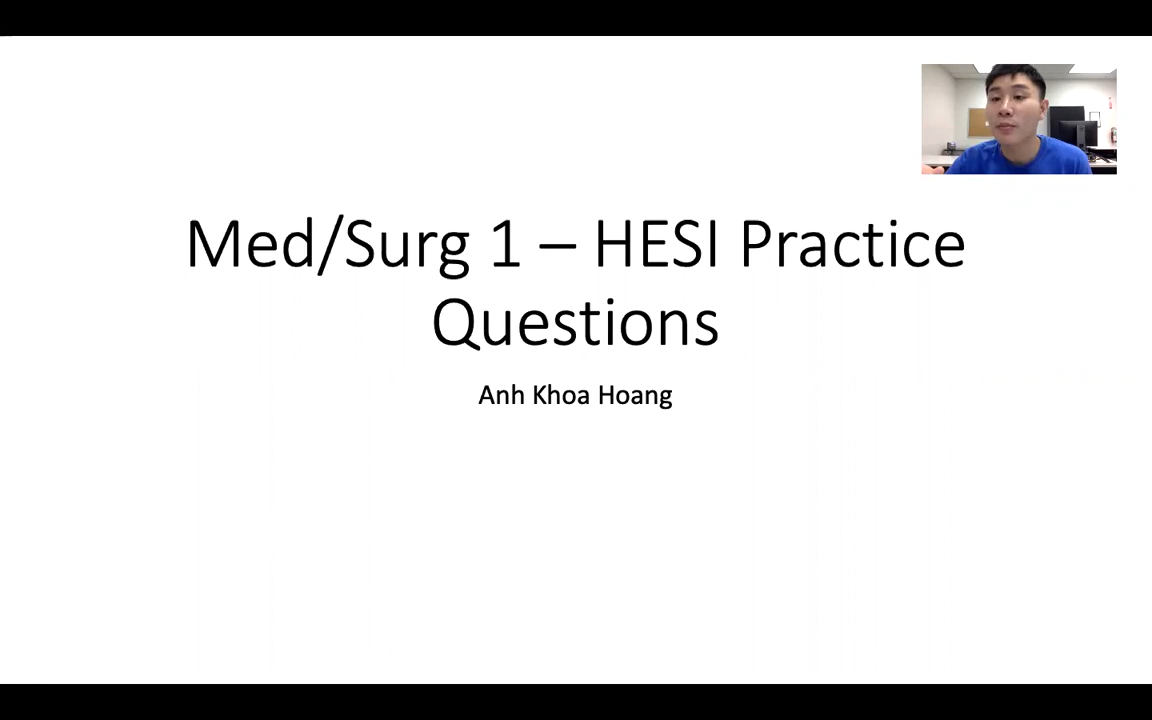 Med/Surg 1 – HESI Practice
Questions
Anh Khoa Hoang